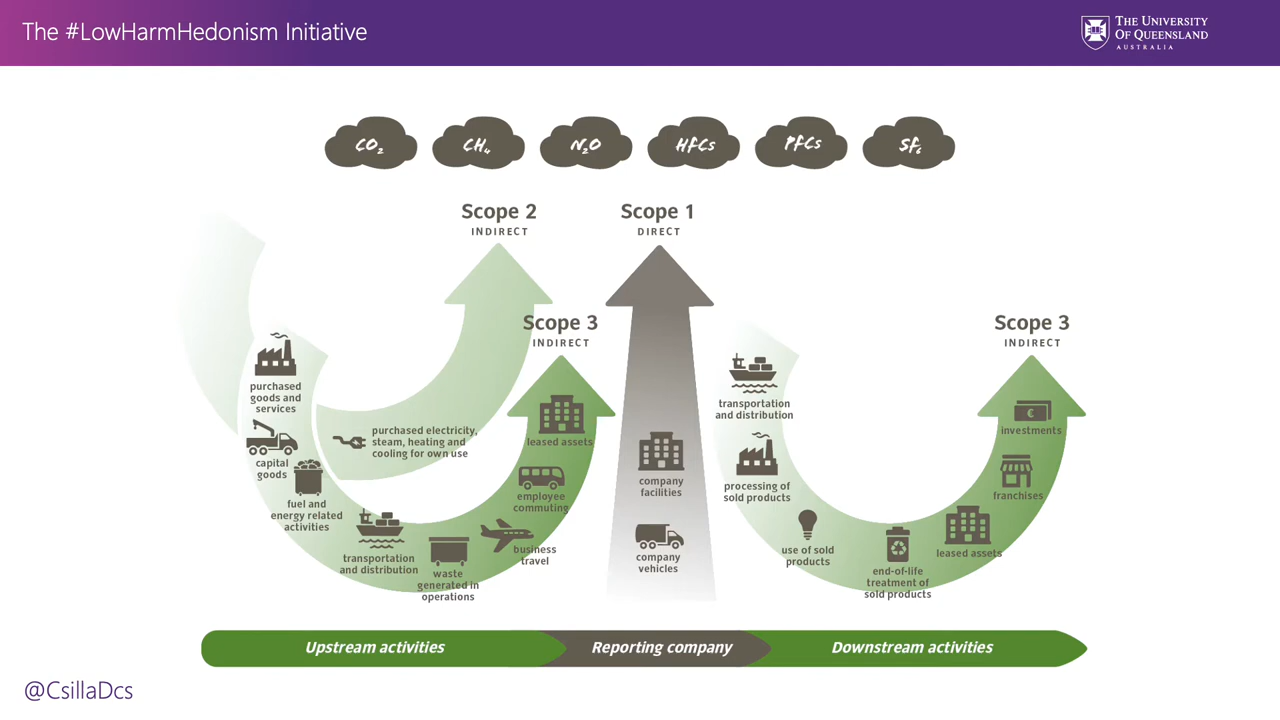 The #LowHarmHedonism Initiative
THE UNIVERSITY
OF QUEENSLAND
AUSTRALIA
CO₂
CH₄
N₂O
HFCs
PFCs
SF₆
Scope 2
INDIRECT
Scope 1
DIRECT
Scope 3
INDIRECT
Scope 3
INDIRECT
purchased
goods and
services
capital
goods
fuel and
energy related
activities
purchased electricity,
steam, heating and
cooling for own use
transportation
and distribution
waste
generated in
operations
business
travel
employee
commuting
leased assets
company
facilities
company
vehicles
transportation
and distribution
processing of
sold products
use of sold
products
end-of-life
treatment of
sold products
leased assets
franchises
€
investments
Upstream activities
Reporting company
Downstream activities
@CsillaDcs